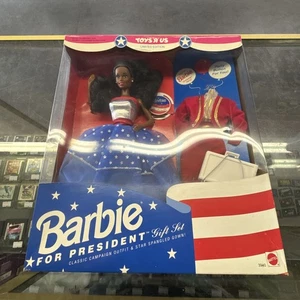 TOYS "R" US
LIMITED EDITION
Barbie
FOR PRESIDENT Gift Set
CLASSIC CAMPAIGN OUTFIT & STAR SPANGLED GOWN!